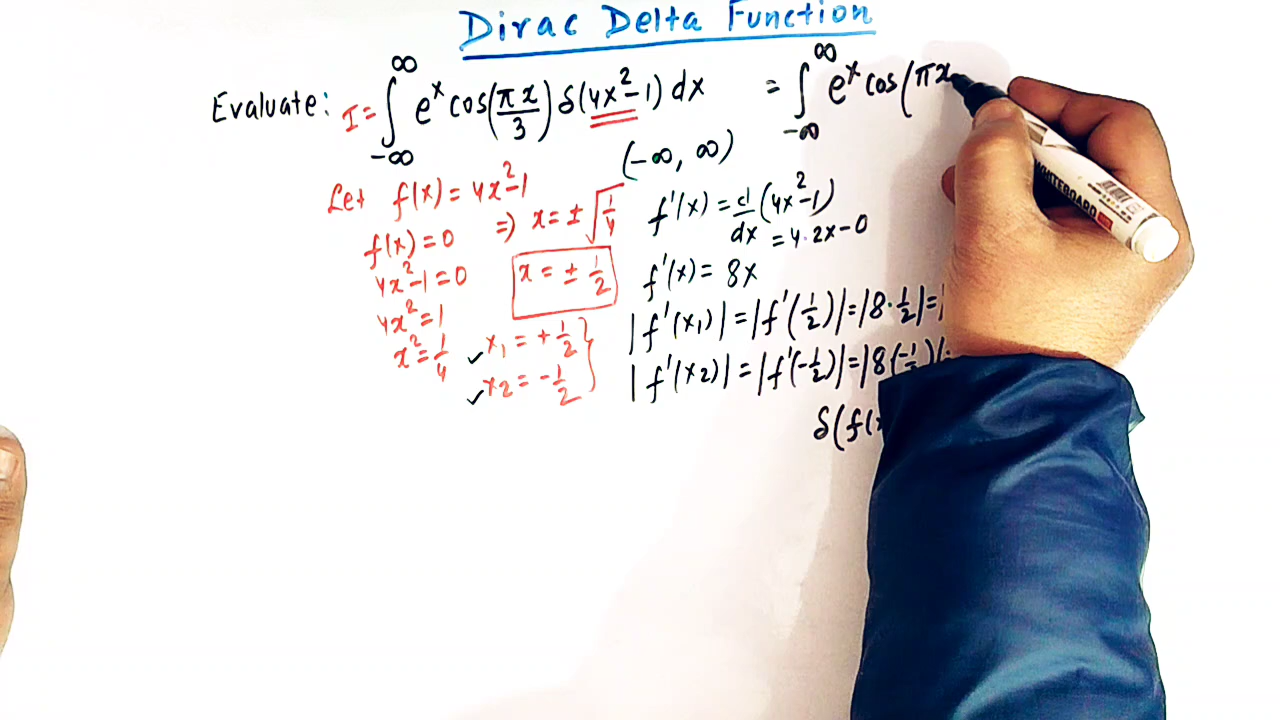 Dirac Delta Function
Evaluate: I = ∫_{-∞}^{∞} e^x cos(πx/3) δ(4x²-1) dx = ∫_{-∞}^{∞} e^x cos(πx
(-∞, ∞)
Let f(x) = 4x²-1
f(x) = 0
4x²-1 = 0
4x² = 1
x² = 1/4
⇒ x = ± √(1/4)
x = ± 1/2
✓ x₁ = + 1/2
✓ x₂ = - 1/2
f'(x) = d/dx (4x²-1)
= 4·2x-0
f'(x) = 8x
|f'(x₁)| = |f'(1/2)| = |8·1/2| =
|f'(x2)| = |f'(-1/2)| = |8(-1/2)|
δ(f(x
WHITEBOARD